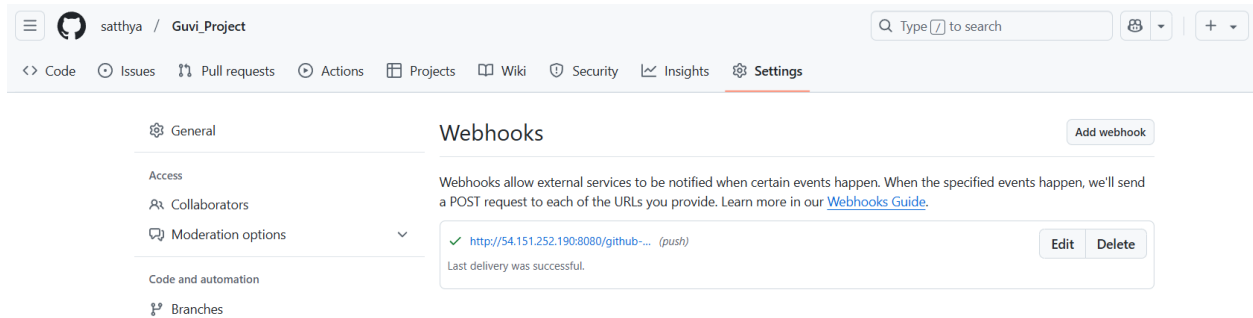 satthya / Guvi_Project
Type / to search
Code Issues Pull requests Actions Projects Wiki Security Insights Settings
General
Access
Collaborators
Moderation options
Code and automation
Branches
Webhooks
Add webhook
Webhooks allow external services to be notified when certain events happen. When the specified events happen, we'll send
a POST request to each of the URLs you provide. Learn more in our Webhooks Guide.
http://54.151.252.190:8080/github-... (push)
Edit Delete
Last delivery was successful.